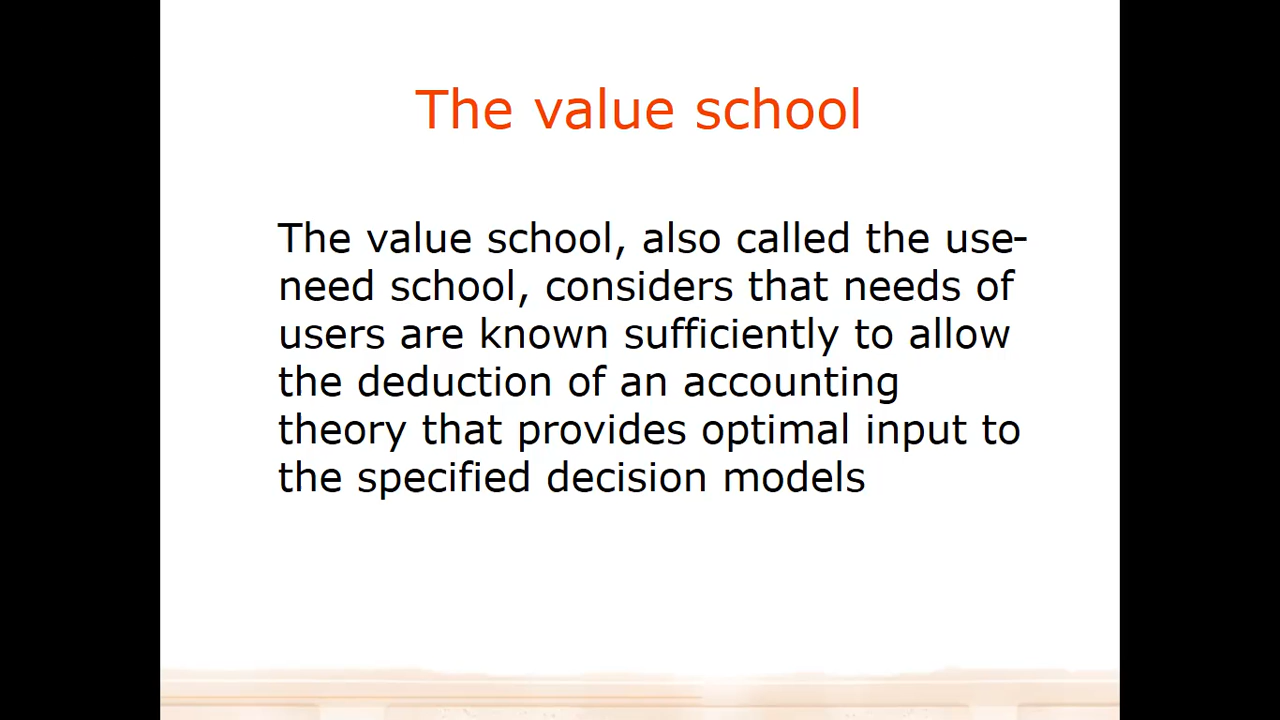 The value school
The value school, also called the use-
need school, considers that needs of
users are known sufficiently to allow
the deduction of an accounting
theory that provides optimal input to
the specified decision models